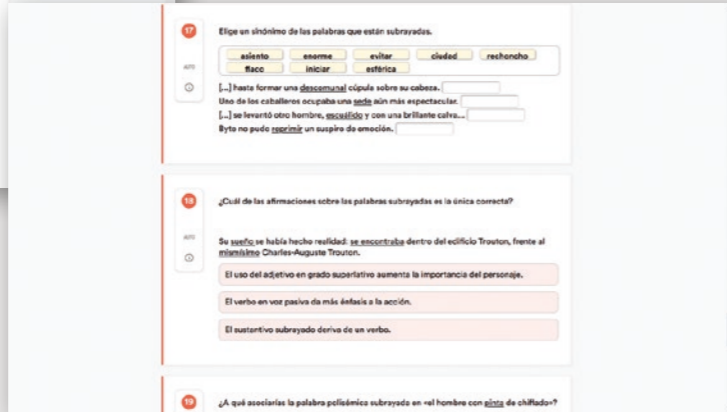 17
Elige un sinónimo de las palabras que están subrayadas.
asiento enorme evitar ciudad rechoncho
flaco iniciar esférica
AUTO
[...] hasta formar una descomunal cúpula sobre su cabeza.
Uno de los caballeros ocupaba una sede aún más espectacular.
[...] se levantó otro hombre, escuálido y con una brillante calva...
Byte no pudo reprimir un suspiro de emoción.
18
¿Cuál de las afirmaciones sobre las palabras subrayadas es la única correcta?
AUTO
Su sueño se había hecho realidad: se encontraba dentro del edificio Trouton, frente al
mismísimo Charles-Auguste Trouton.
El uso del adjetivo en grado superlativo aumenta la importancia del personaje.
El verbo en voz pasiva da más énfasis a la acción.
El sustantivo subrayado deriva de un verbo.
19
¿A qué asociarías la palabra polisémica subrayada en «el hombre con pinta de chiflado»?